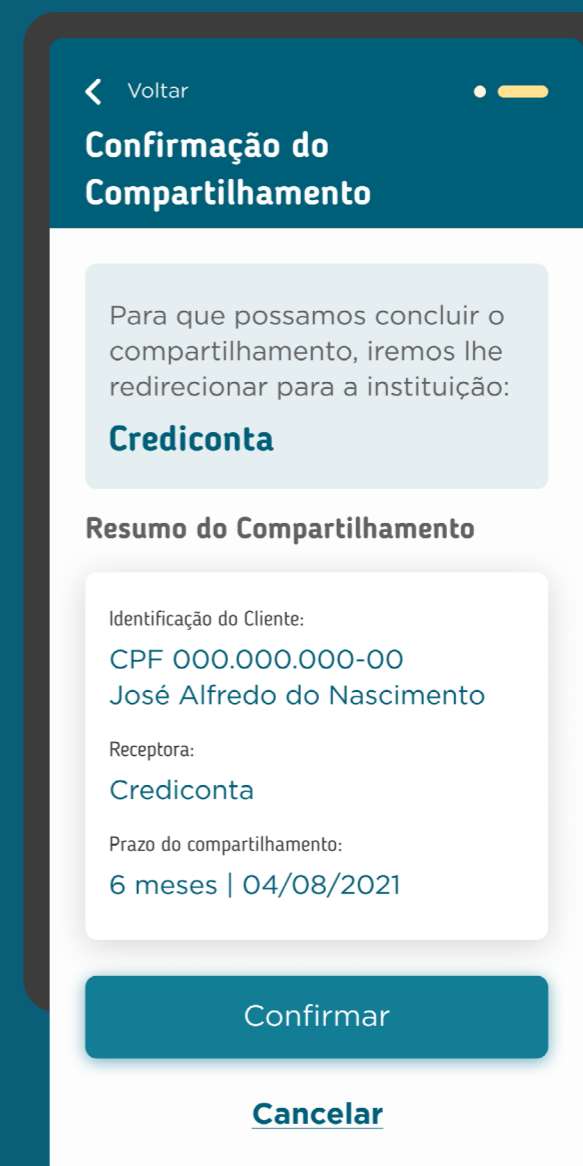 Voltar
Confirmação do
Compartilhamento
Para que possamos concluir o
compartilhamento, iremos lhe
redirecionar para a instituição:
Crediconta
Resumo do Compartilhamento
Identificação do Cliente:
CPF 000.000.000-00
José Alfredo do Nascimento
Receptora:
Crediconta
Prazo do compartilhamento:
6 meses | 04/08/2021
Confirmar
Cancelar